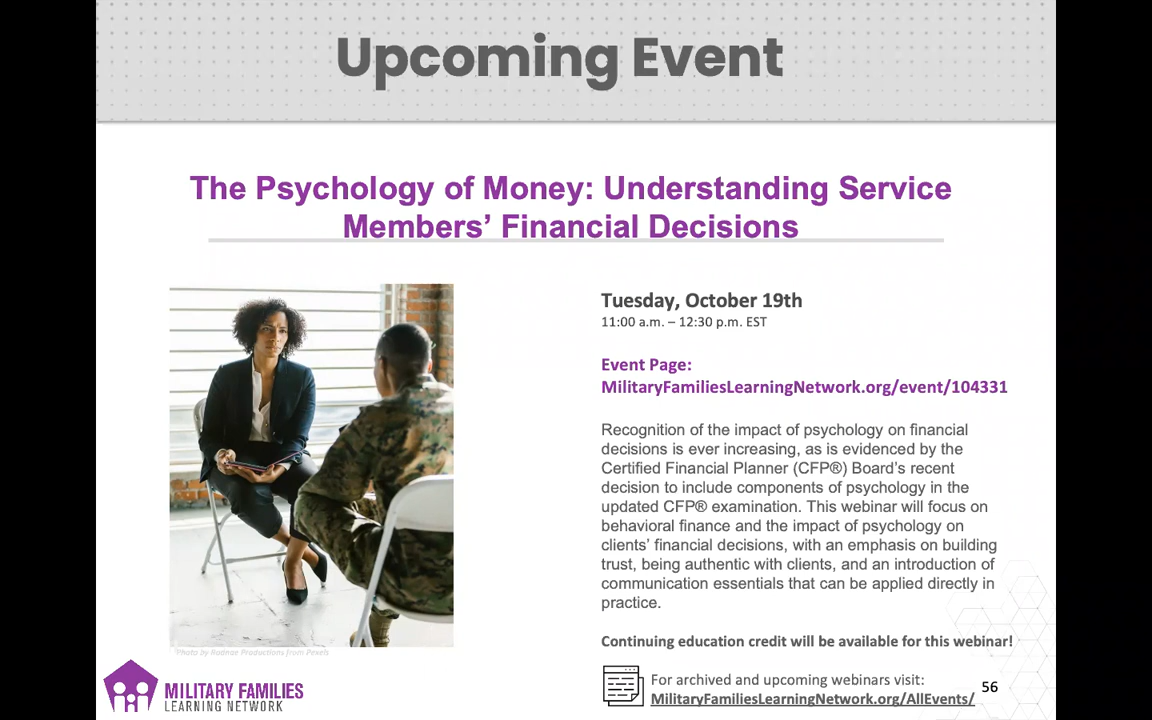 Upcoming Event
The Psychology of Money: Understanding Service
Members’ Financial Decisions
Tuesday, October 19th
11:00 a.m. – 12:30 p.m. EST
Event Page:
MilitaryFamiliesLearningNetwork.org/event/104331
Recognition of the impact of psychology on financial
decisions is ever increasing, as is evidenced by the
Certified Financial Planner (CFP®) Board’s recent
decision to include components of psychology in the
updated CFP® examination. This webinar will focus on
behavioral finance and the impact of psychology on
clients’ financial decisions, with an emphasis on building
trust, being authentic with clients, and an introduction of
communication essentials that can be applied directly in
practice.
Continuing education credit will be available for this webinar!
Photo by Rodnae Productions from Pexels
MILITARY FAMILIES
LEARNING NETWORK
For archived and upcoming webinars visit:
MilitaryFamiliesLearningNetwork.org/AllEvents/
56